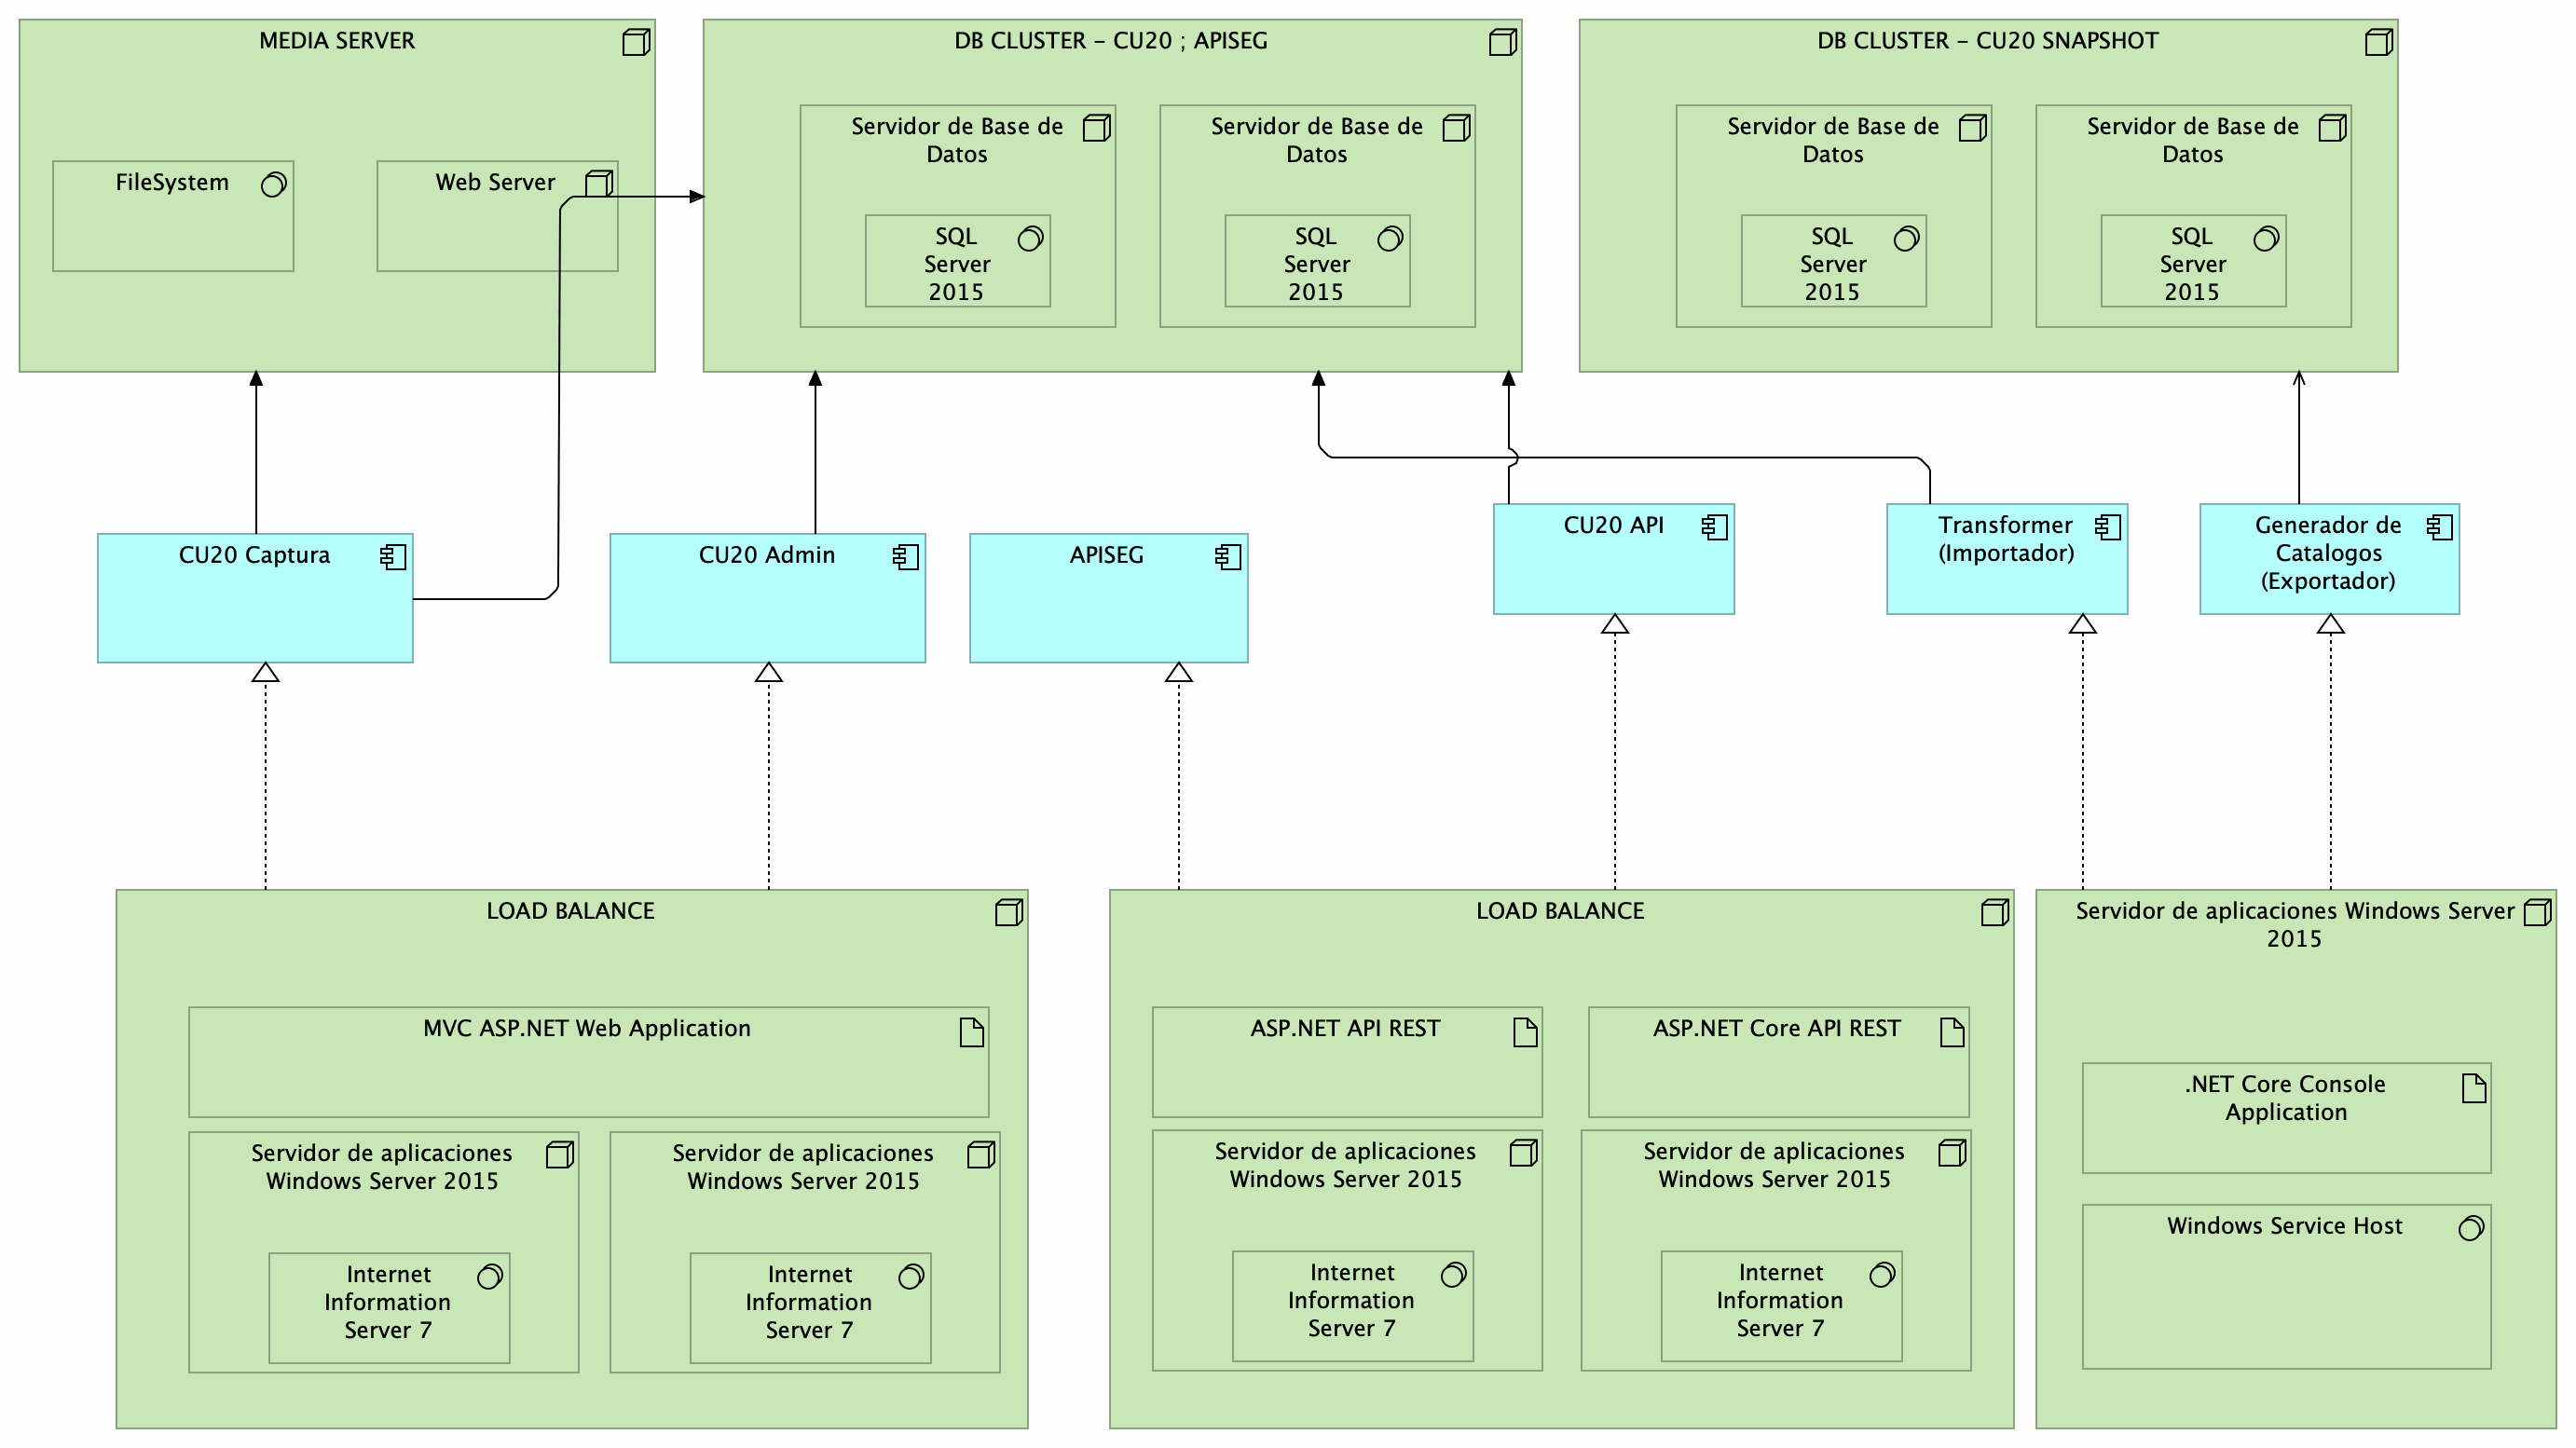 MEDIA SERVER
FileSystem
Web Server
DB CLUSTER – CU20 ; APISEG
Servidor de Base de
Datos
SQL
Server
2015
Servidor de Base de
Datos
SQL
Server
2015
DB CLUSTER – CU20 SNAPSHOT
Servidor de Base de
Datos
SQL
Server
2015
Servidor de Base de
Datos
SQL
Server
2015
CU20 Captura
CU20 Admin
APISEG
CU20 API
Transformer
(Importador)
Generador de
Catalogos
(Exportador)
LOAD BALANCE
MVC ASP.NET Web Application
Servidor de aplicaciones
Windows Server 2015
Internet
Information
Server 7
Servidor de aplicaciones
Windows Server 2015
Internet
Information
Server 7
LOAD BALANCE
ASP.NET API REST
ASP.NET Core API REST
Servidor de aplicaciones
Windows Server 2015
Internet
Information
Server 7
Servidor de aplicaciones
Windows Server 2015
Internet
Information
Server 7
Servidor de aplicaciones Windows Server
2015
.NET Core Console
Application
Windows Service Host